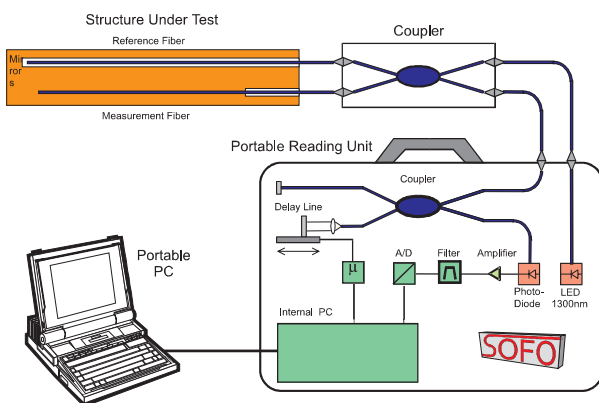 Structure Under Test
Reference Fiber
Mir
ror
s
Measurement Fiber
Coupler
Portable Reading Unit
Coupler
Delay Line
Portable
PC
μ
A/D
Filter
Amplifier
Photo-
Diode
LED
1300nm
Internal PC
SOFO